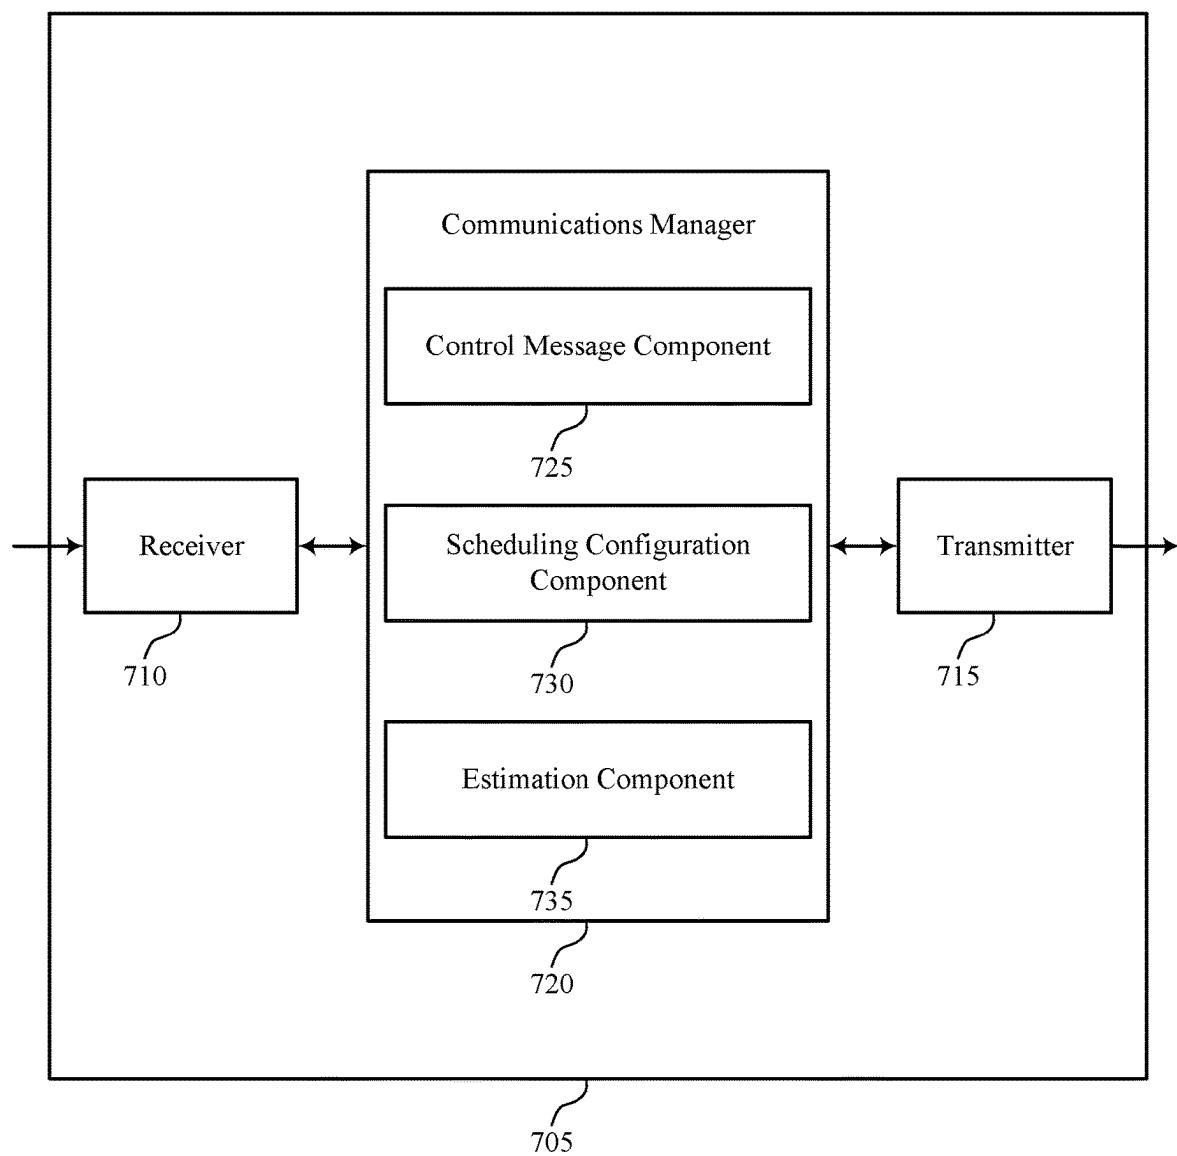 Communications Manager
Control Message Component
725
Receiver
710
Scheduling Configuration
Component
730
Transmitter
715
Estimation Component
735
720
705